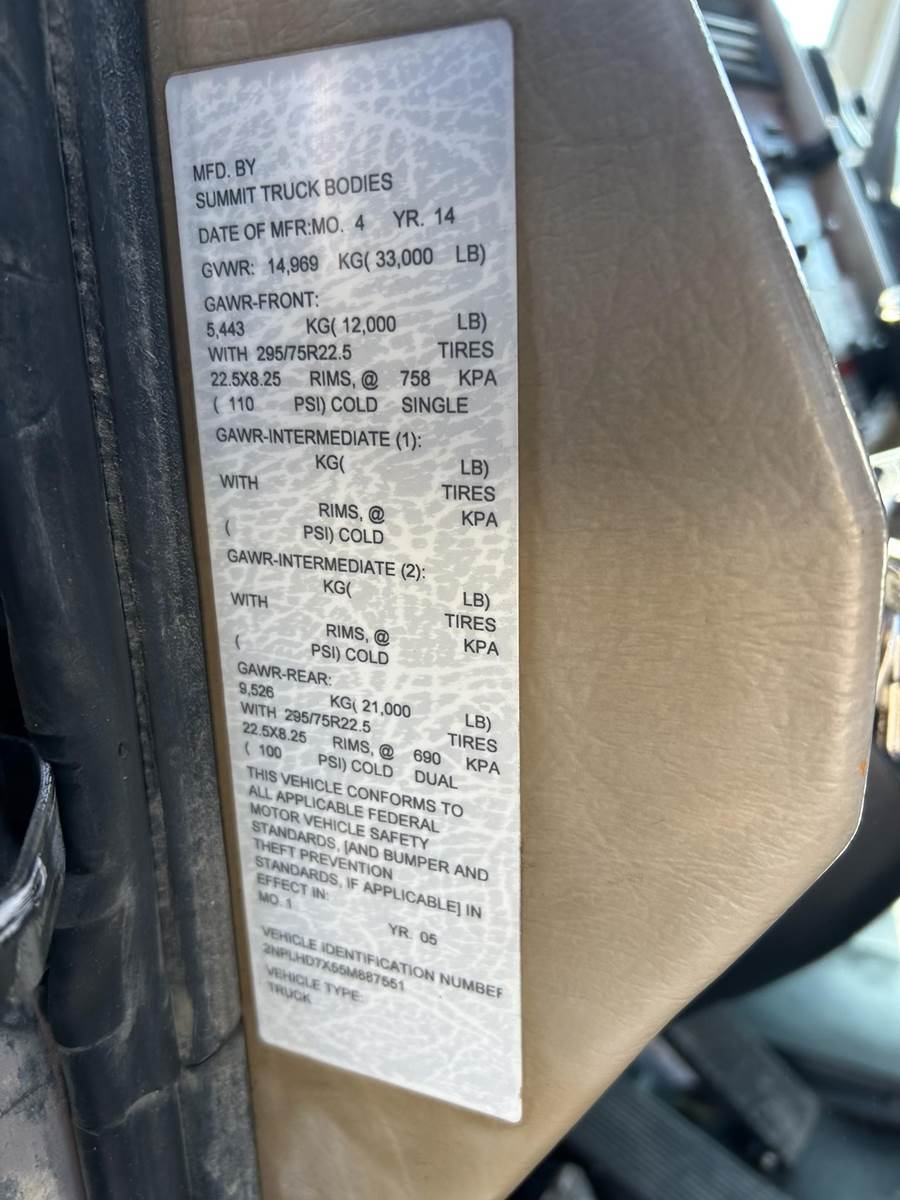 MFD. BY
SUMMIT TRUCK BODIES
DATE OF MFR:MO. 4 YR. 14
GVWR: 14,969 KG( 33,000 LB)
GAWR-FRONT:
5,443 KG( 12,000 LB)
WITH 295/75R22.5 TIRES
22.5X8.25 RIMS, @ 758 KPA
( 110 PSI) COLD SINGLE
GAWR-INTERMEDIATE (1):
KG( LB)
WITH TIRES
RIMS, @ KPA
( PSI) COLD
GAWR-INTERMEDIATE (2):
KG( LB)
WITH TIRES
RIMS, @ KPA
( PSI) COLD
GAWR-REAR:
9,526 KG( 21,000 LB)
WITH 295/75R22.5 TIRES
22.5X8.25 RIMS, @ 690 KPA
( 100 PSI) COLD DUAL
THIS VEHICLE CONFORMS TO
ALL APPLICABLE FEDERAL
MOTOR VEHICLE SAFETY
STANDARDS, [AND BUMPER AND
THEFT PREVENTION
STANDARDS, IF APPLICABLE] IN
EFFECT IN:
MO. 1 YR. 05
VEHICLE IDENTIFICATION NUMBER
2NPLHD7X55M887551
VEHICLE TYPE:
TRUCK